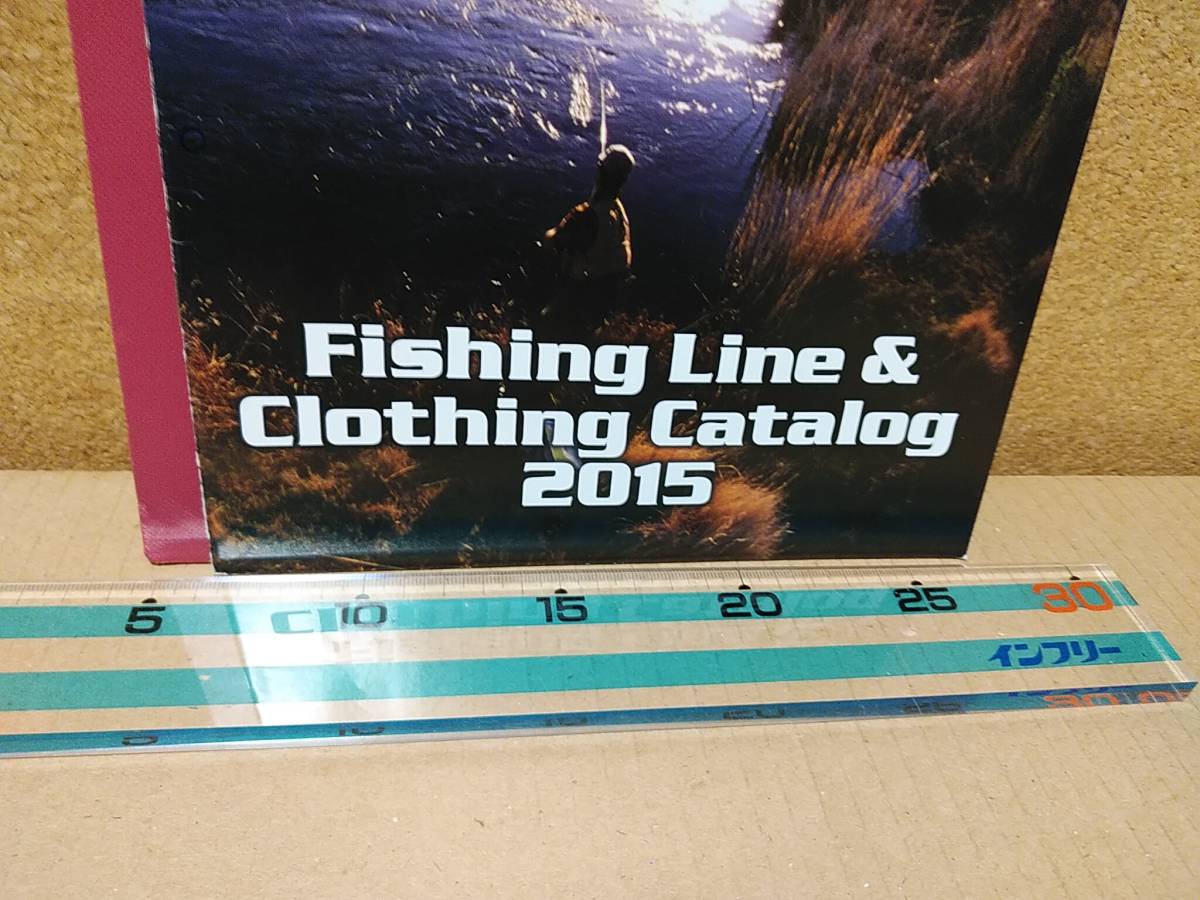 Fishing Line &
Clothing Catalog
2015
5 10 15 20 25 30
インフリー